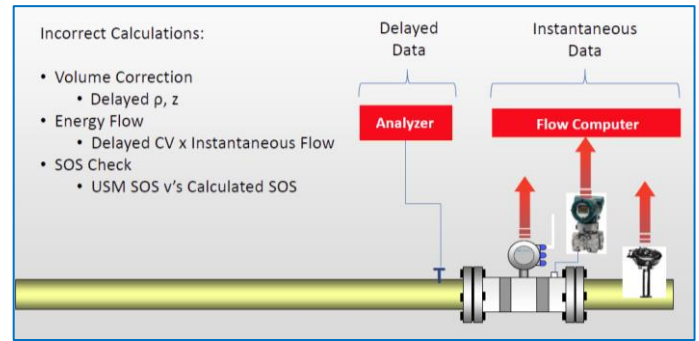 Incorrect Calculations:
• Volume Correction
• Delayed ρ, z
• Energy Flow
• Delayed CV x Instantaneous Flow
• SOS Check
• USM SOS v's Calculated SOS
Delayed
Data
Instantaneous
Data
Analyzer
Flow Computer